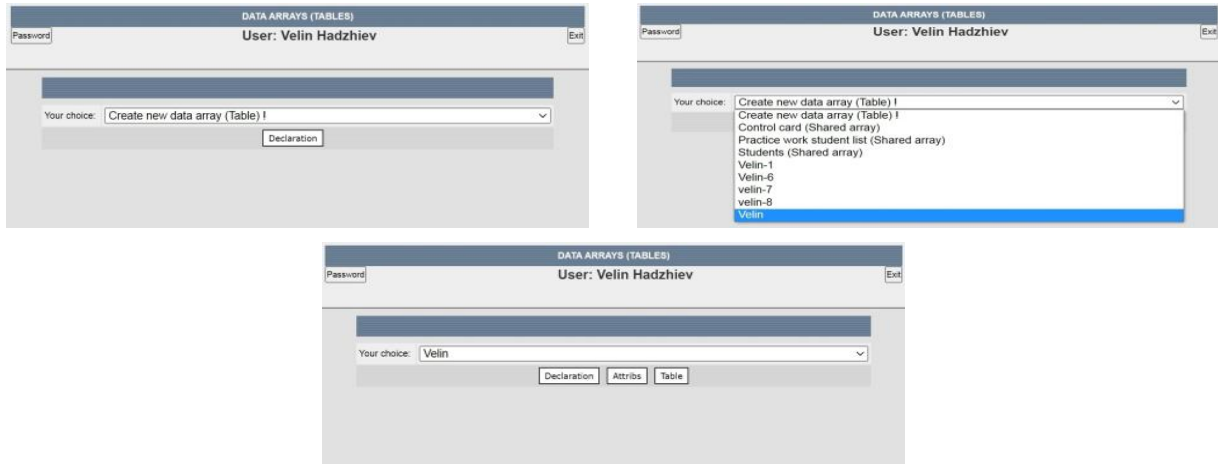 DATA ARRAYS (TABLES)
Password User: Velin Hadzhiev Exit
Your choice: Create new data array (Table) !
Declaration
DATA ARRAYS (TABLES)
Password User: Velin Hadzhiev Exit
Your choice: Create new data array (Table) !
Create new data array (Table) !
Control card (Shared array)
Practice work student list (Shared array)
Students (Shared array)
Velin-1
Velin-6
velin-7
velin-8
Velin
DATA ARRAYS (TABLES)
Password User: Velin Hadzhiev Exit
Your choice: Velin
Declaration Attribs Table